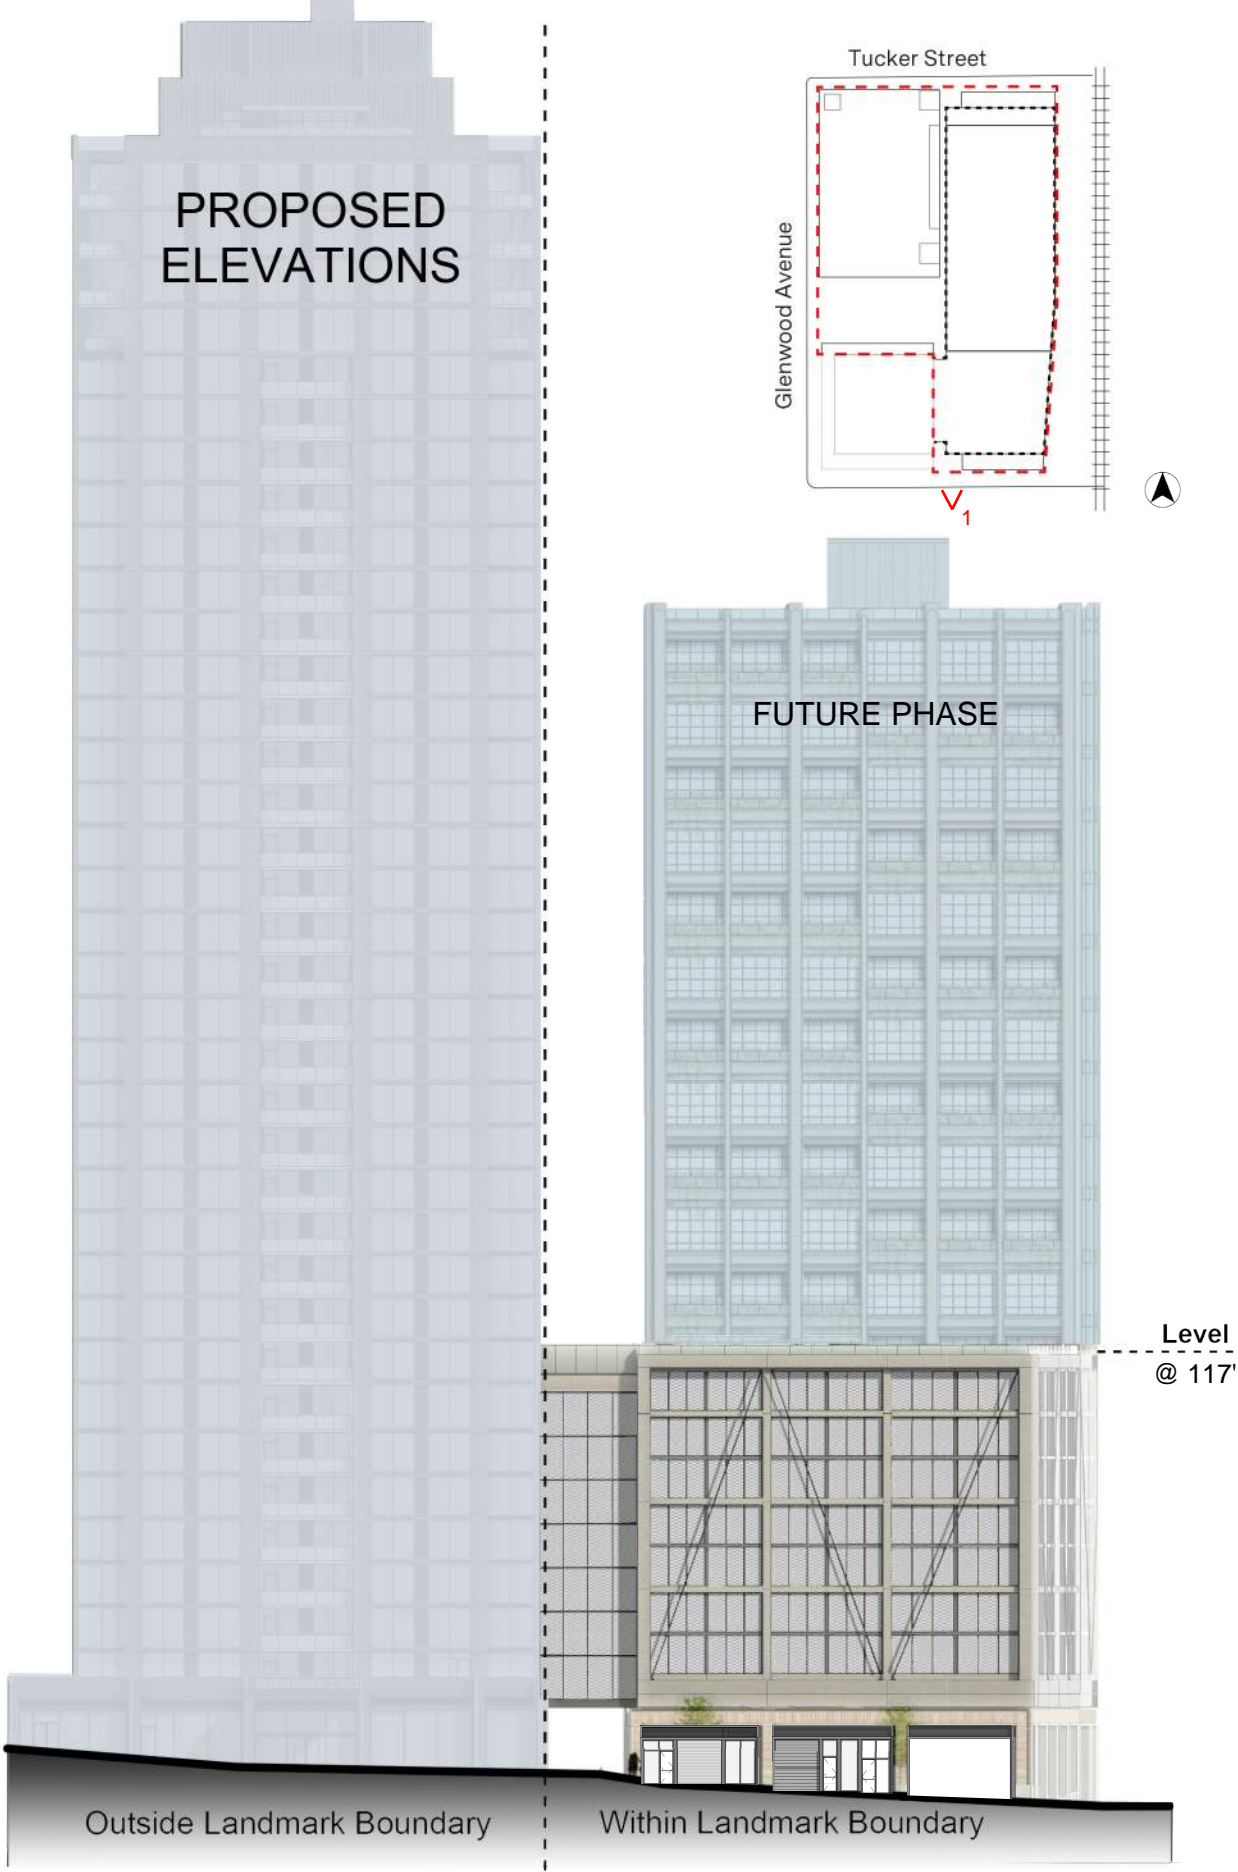 PROPOSED
ELEVATIONS
Tucker Street
Glenwood Avenue
1
FUTURE PHASE
Level
@ 117'
Outside Landmark Boundary
Within Landmark Boundary